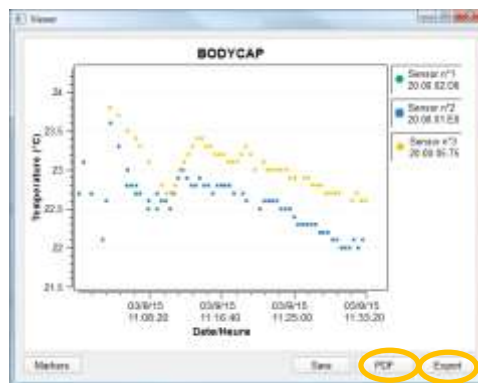 Viewer
BODYCAP
Sensor n°1
Sensor n°2
Sensor n°3
24
23.5
23
22.5
22
21.5
Temperature (°C)
03/9/15
11:08:20
03/9/15
11:16:40
03/9/15
11:25:00
03/9/15
11:33:20
Date/Heure
Markers
Save
PDF
Export